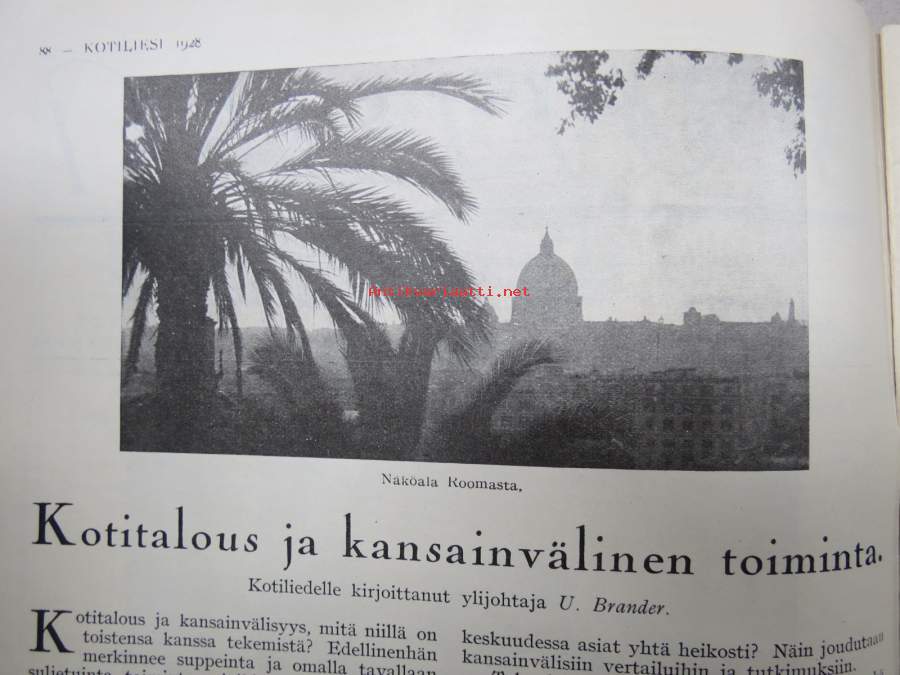 88 — KOTILIESI 1928
Antikvariaatti.net
Näköala Roomasta,
Kotitalous ja kansainvälinen toiminta.
Kotiliedelle kirjoittanut ylijohtaja U. Brander.
Kotitalous ja kansainvälisyys, mitä niillä on
toistensa kanssa tekemistä? Edellinenhän
merkinnee suppeinta ja omalla tavallaan
keskuudessa asiat yhtä heikosti? Näin joudutaan
kansainvälisiin vertailuihin ja tutkimuksiin.